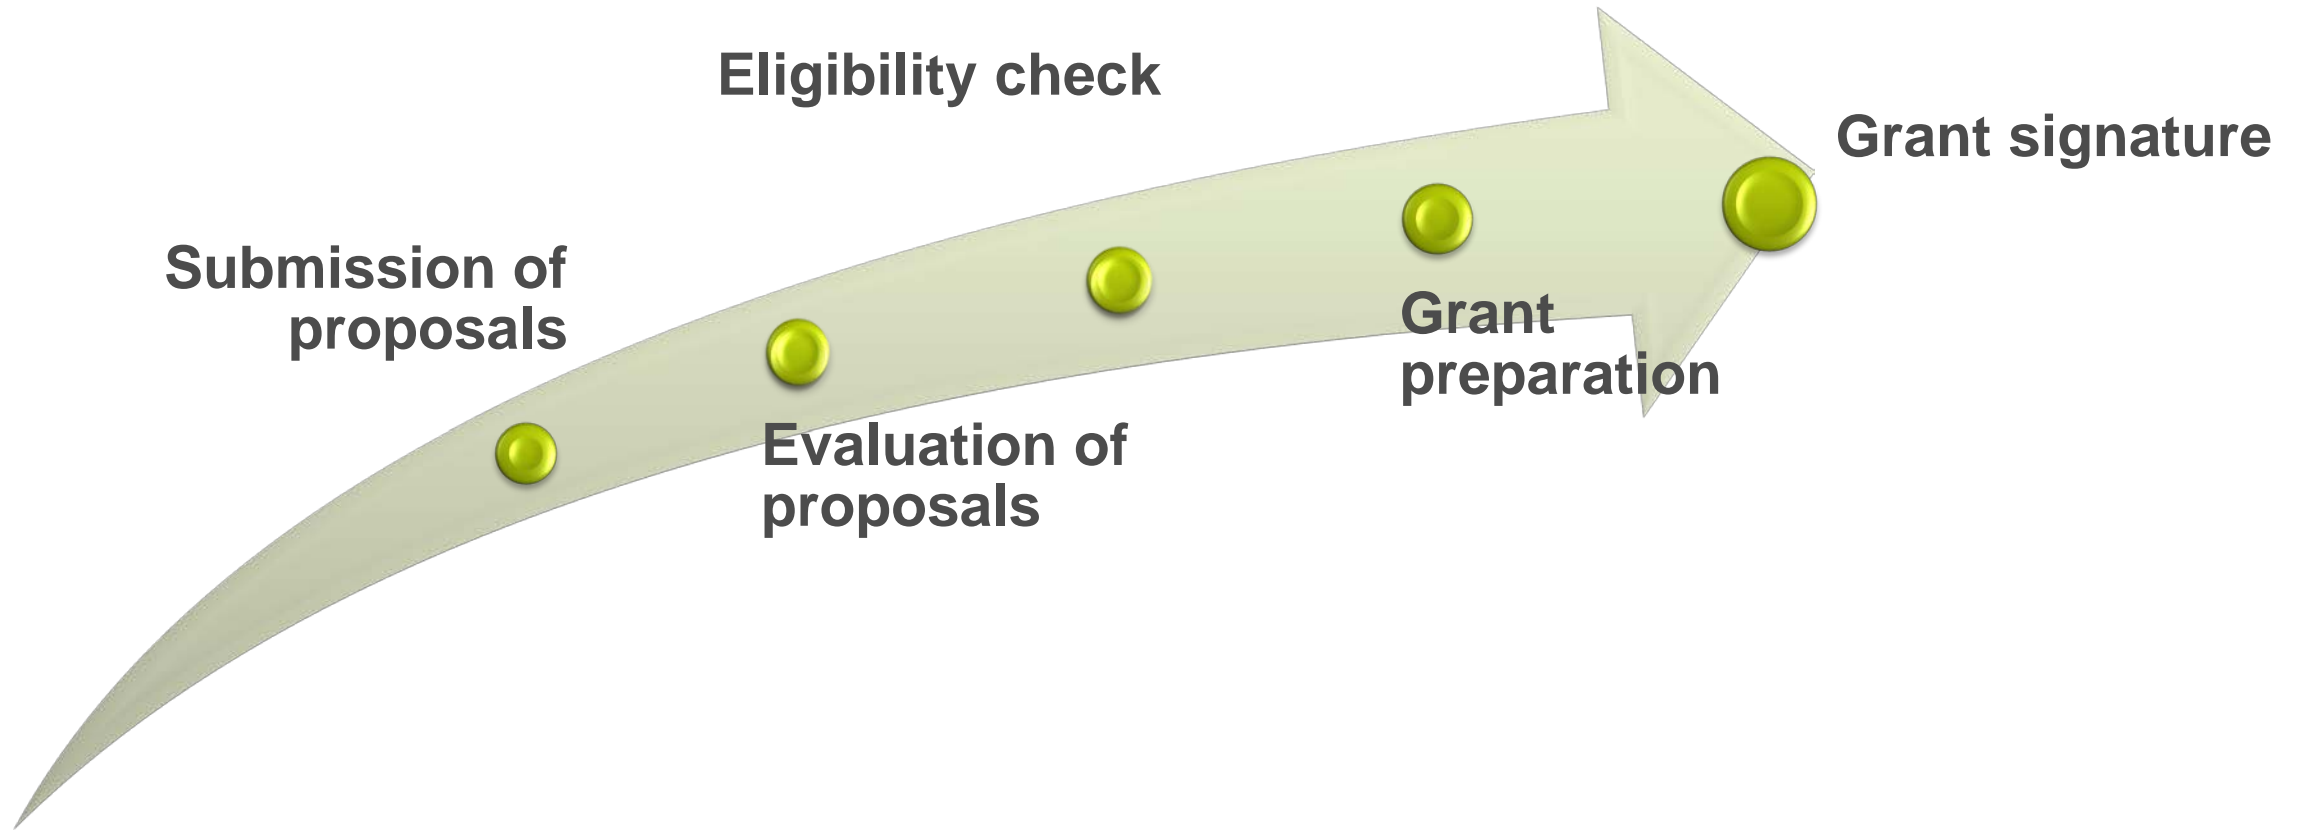 Eligibility check
Grant signature
Submission of
proposals
Grant
preparation
Evaluation of
proposals